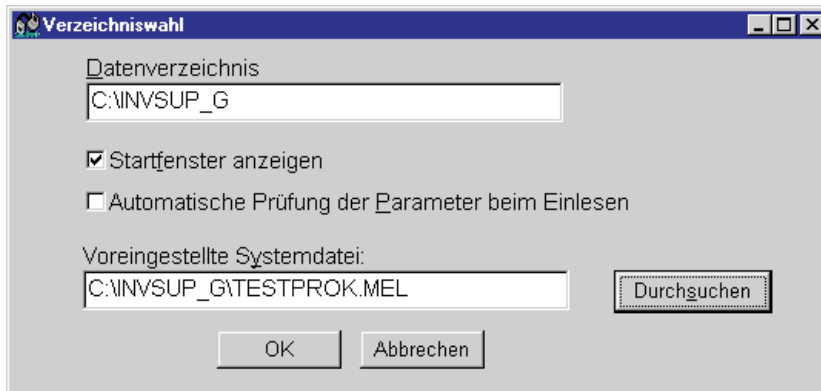 Verzeichniswahl
Datenverzeichnis
C:\INVSUP_G
Startfenster anzeigen
Automatische Prüfung der Parameter beim Einlesen
Voreingestellte Systemdatei:
C:\INVSUP_G\TESTPROK.MEL
Durchsuchen
OK Abbrechen